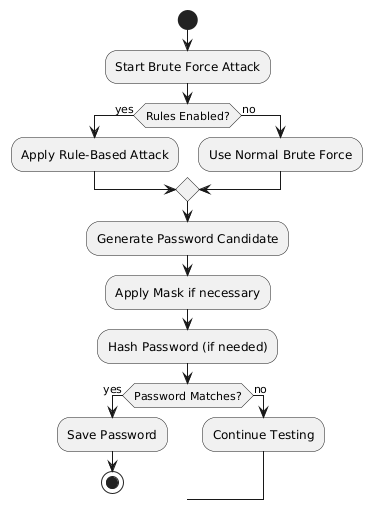 Start Brute Force Attack
yes
Rules Enabled?
no
Apply Rule-Based Attack
Use Normal Brute Force
Generate Password Candidate
Apply Mask if necessary
Hash Password (if needed)
yes
Password Matches?
no
Save Password
Continue Testing